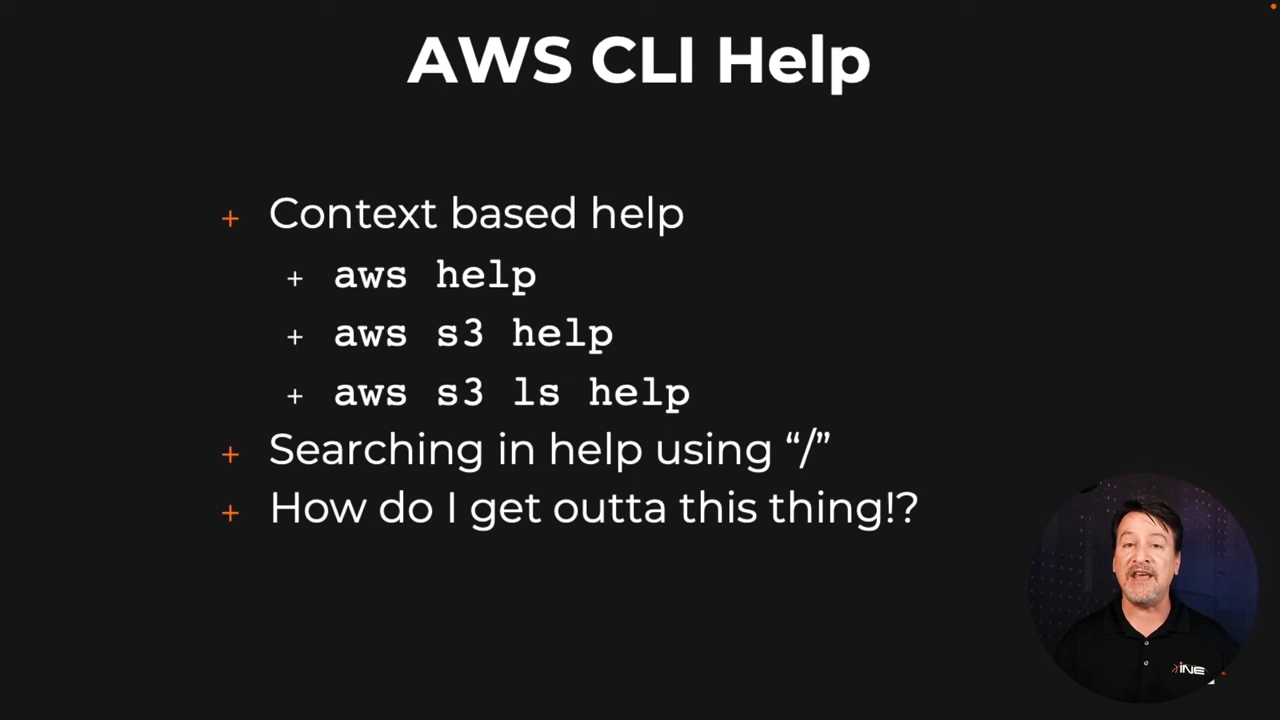 AWS CLI Help
+ Context based help
+ aws help
+ aws s3 help
+ aws s3 ls help
+ Searching in help using “/”
+ How do I get outta this thing!?
INE